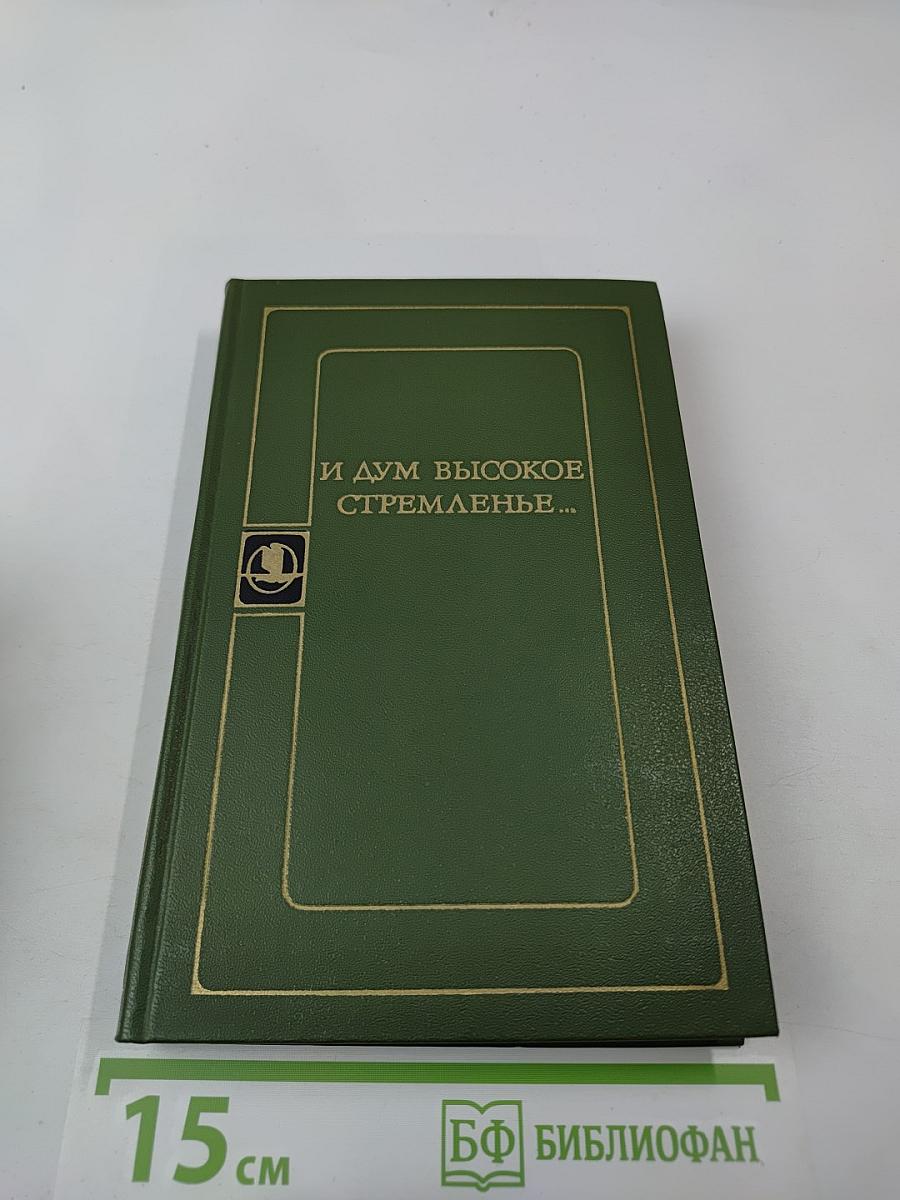 И ДУМ ВЫСОКОЕ
СТРЕМЛЕНЬЕ...
15 см
БФ БИБЛИОФАН